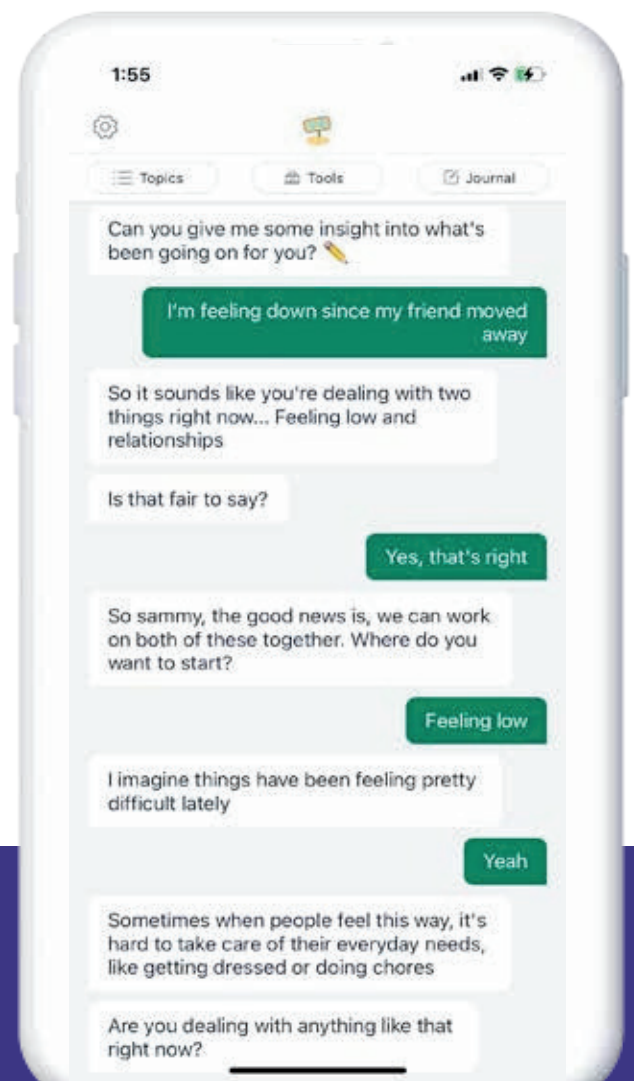 1:55
Topics
Tools
Journal
Can you give me some insight into what's
been going on for you? ✏️
I'm feeling down since my friend moved
away
So it sounds like you're dealing with two
things right now... Feeling low and
relationships
Is that fair to say?
Yes, that's right
So sammy, the good news is, we can work
on both of these together. Where do you
want to start?
Feeling low
I imagine things have been feeling pretty
difficult lately
Yeah
Sometimes when people feel this way, it's
hard to take care of their everyday needs,
like getting dressed or doing chores
Are you dealing with anything like that
right now?